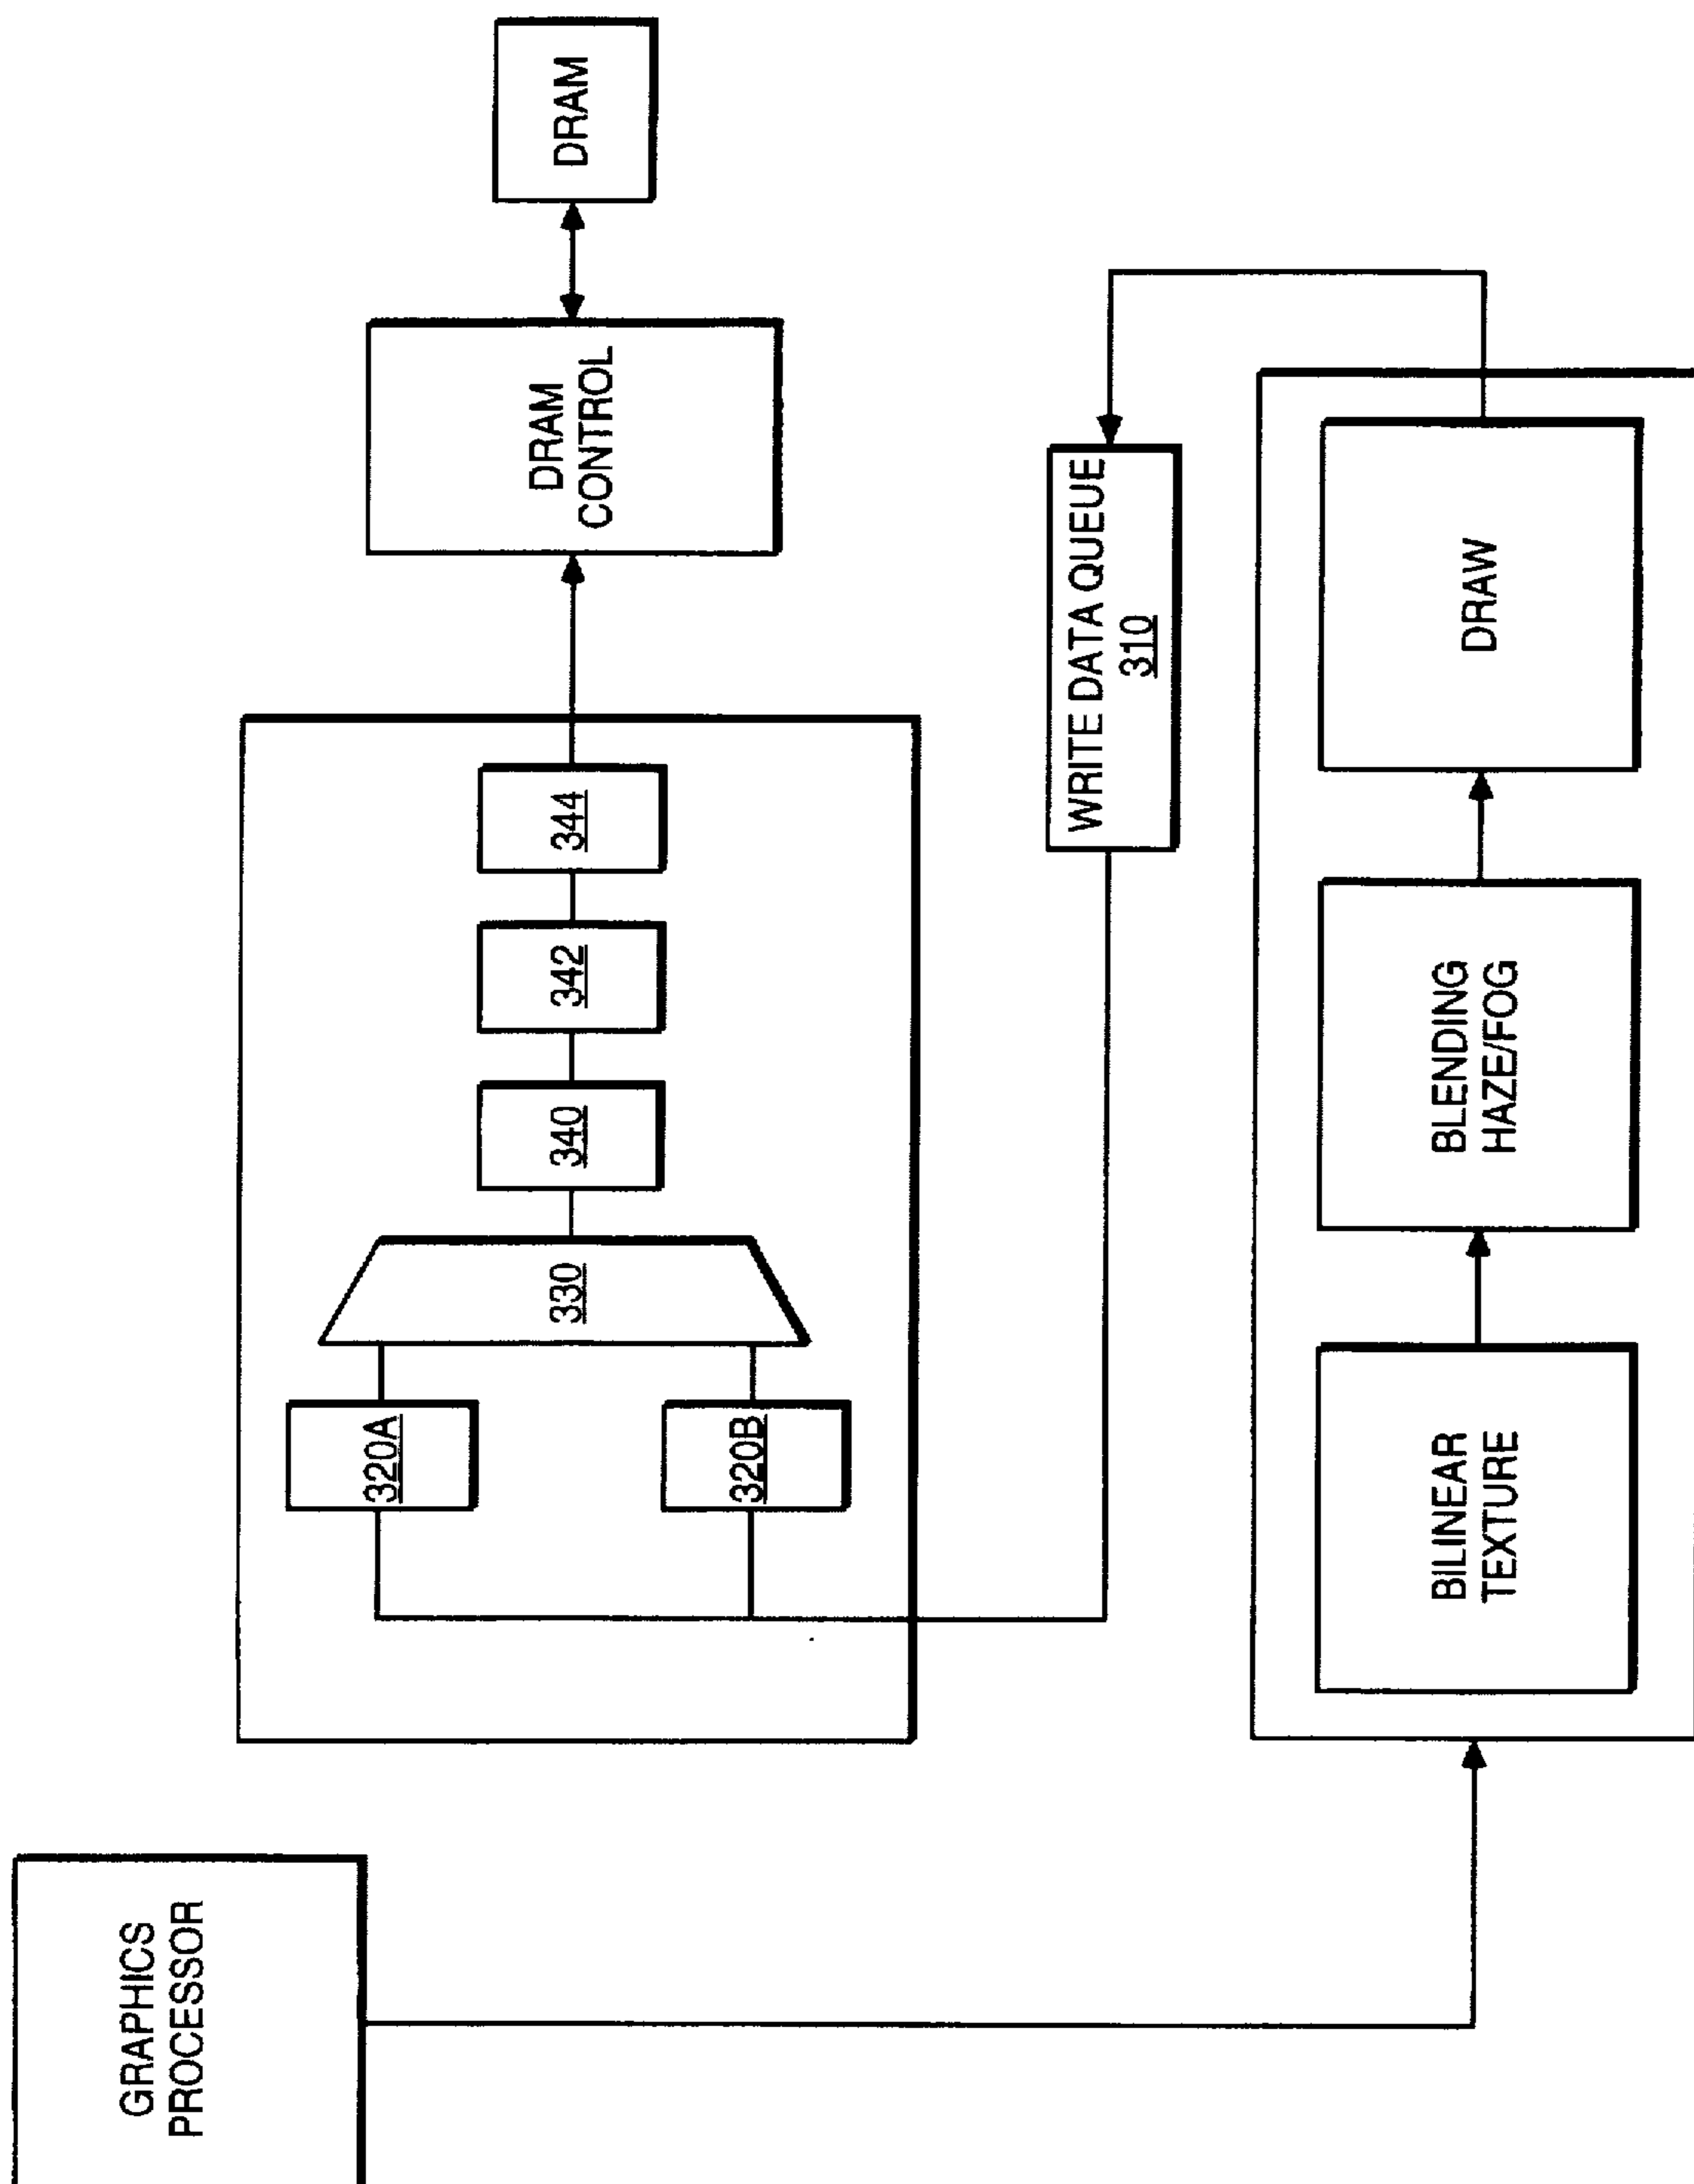 GRAPHICS
PROCESSOR
320A
320B
330
340
342
344
DRAM
CONTROL
DRAM
WRITE DATA QUEUE
310
BILINEAR
TEXTURE
BLENDING
HAZE/FOG
DRAW